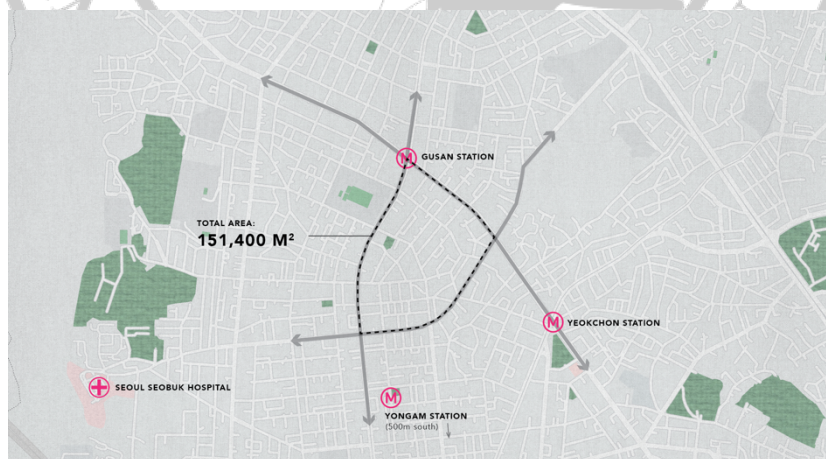 M GUSAN STATION
TOTAL AREA:
151,400 M²
M YEOKCHON STATION
SEOUL SEOBUK HOSPITAL
M
YONGAM STATION
(500m south)